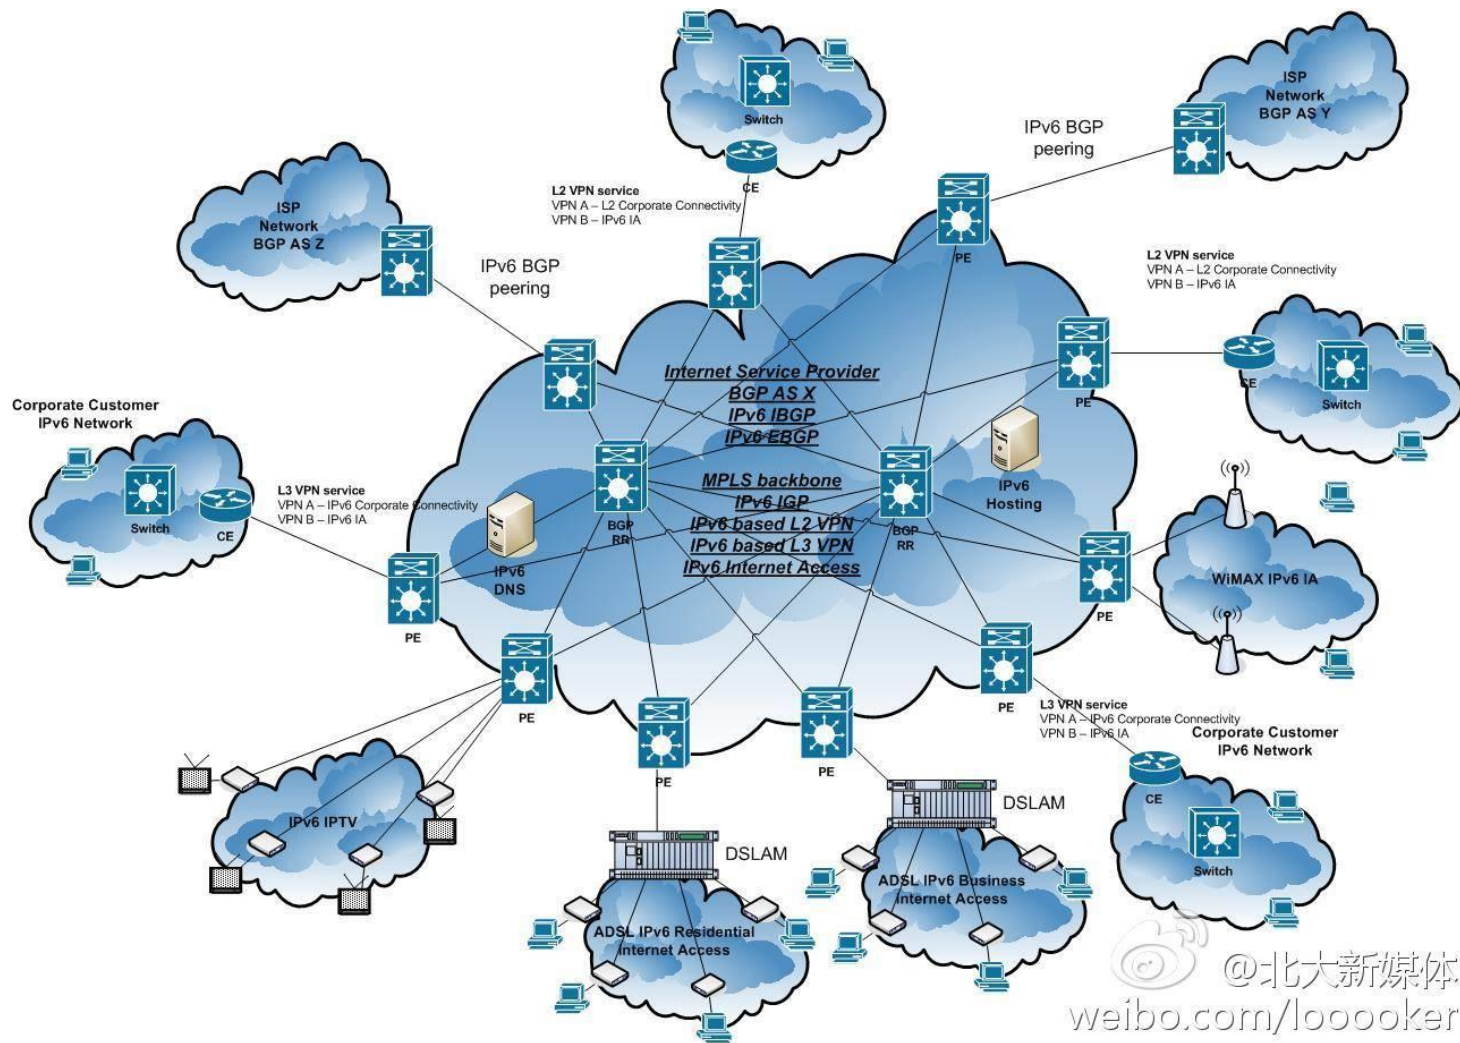 Switch
CE
ISP
Network
BGP AS Y
IPv6 BGP
peering
L2 VPN service
VPN A – L2 Corporate Connectivity
VPN B – IPv6 IA
ISP
Network
BGP AS Z
IPv6 BGP
peering
PE
L2 VPN service
VPN A – L2 Corporate Connectivity
VPN B – IPv6 IA
CE
Switch
PE
Internet Service Provider
BGP AS X
IPv6 IBGP
IPv6 EBGP
MPLS backbone
IPv6 IGP
IPv6 based L2 VPN
IPv6 based L3 VPN
IPv6 Internet Access
Corporate Customer
IPv6 Network
Switch
CE
L3 VPN service
VPN A – IPv6 Corporate Connectivity
VPN B – IPv6 IA
IPv6
DNS
BGP
RR
BGP
RR
IPv6
Hosting
WiMAX IPv6 IA
PE
PE
PE
PE
PE
PE
L3 VPN service
VPN A – IPv6 Corporate Connectivity
VPN B – IPv6 IA
Corporate Customer
IPv6 Network
CE
Switch
IPv6 IPTV
DSLAM
DSLAM
ADSL IPv6 Residential
Internet Access
ADSL IPv6 Business
Internet Access
@北大新媒体
weibo.com/looooker